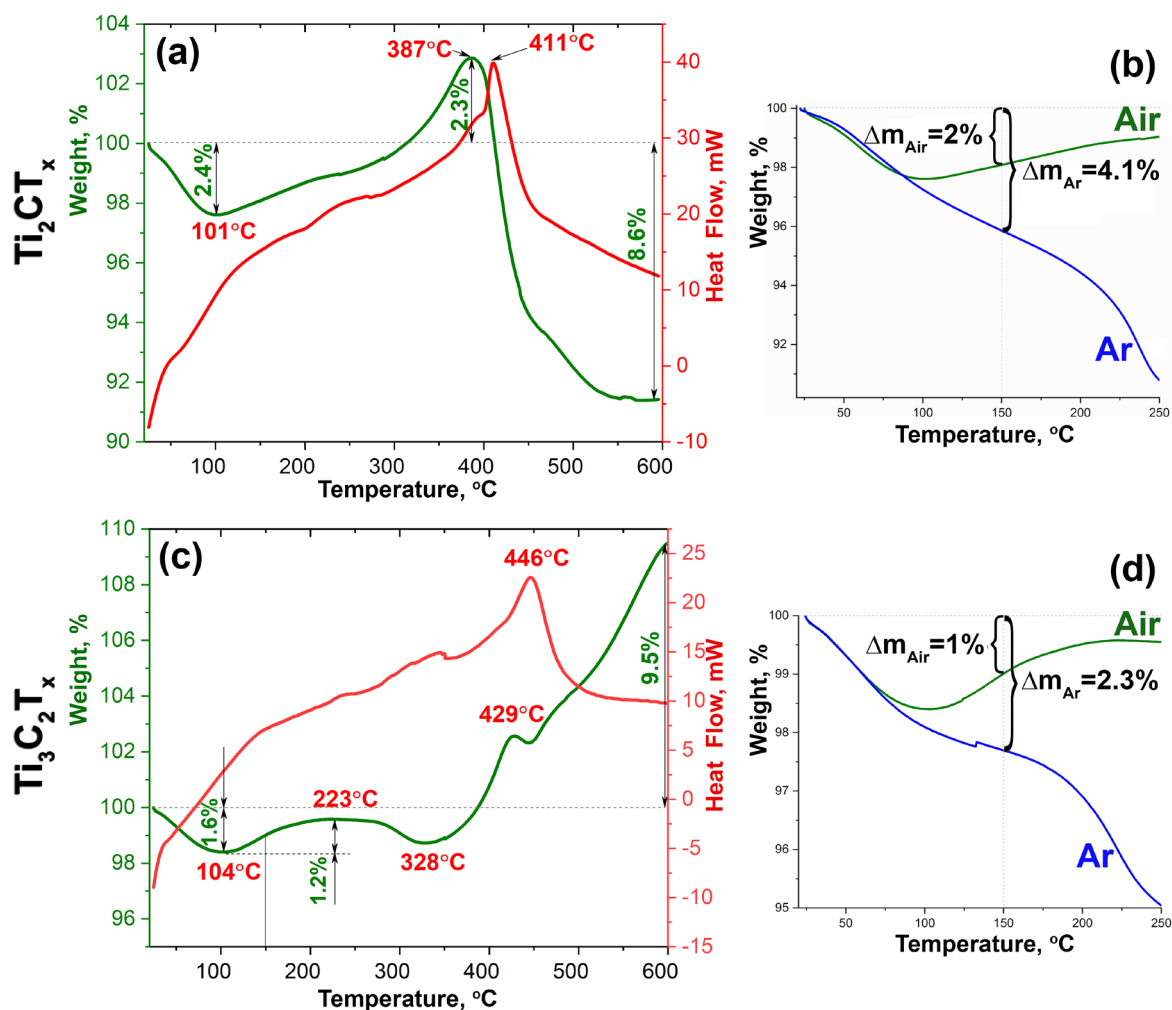 Ti2CTx
(a)
Weight, %
104
102
100
98
96
94
92
90
387°C
411°C
2.3%
2.4%
101°C
8.6%
40
30
20
10
0
-10
Heat Flow, mW
100
200
300
400
500
600
Temperature, °C
(b)
Weight, %
100
98
96
94
92
Air
ΔmAir=2%
ΔmAr=4.1%
Ar
50
100
150
200
250
Temperature, °C
Ti3C2Tx
(c)
Weight, %
110
108
106
104
102
100
98
96
446°C
429°C
9.5%
223°C
1.6%
104°C
1.2%
328°C
25
20
15
10
5
0
-5
-10
-15
Heat Flow, mW
100
200
300
400
500
600
Temperature, °C
(d)
Weight, %
100
99
98
97
96
95
Air
ΔmAir=1%
ΔmAr=2.3%
Ar
50
100
150
200
250
Temperature, °C